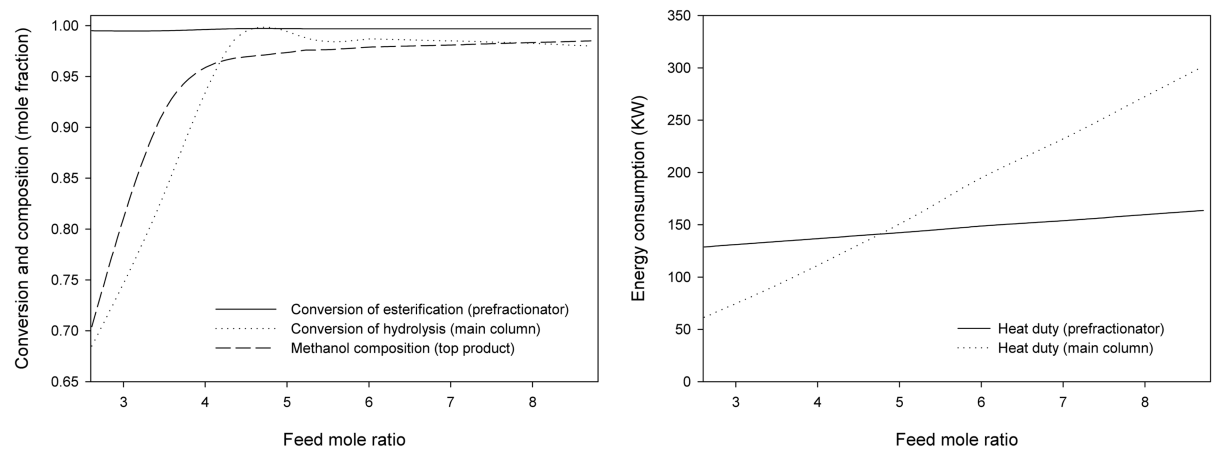 Conversion and composition (mole fraction)
1.00
0.95
0.90
0.85
0.80
0.75
0.70
0.65
Conversion of esterification (prefractionator)
Conversion of hydrolysis (main column)
Methanol composition (top product)
3 4 5 6 7 8
Feed mole ratio
Energy consumption (KW)
350
300
250
200
150
100
50
0
Heat duty (prefractionator)
Heat duty (main column)
3 4 5 6 7 8
Feed mole ratio